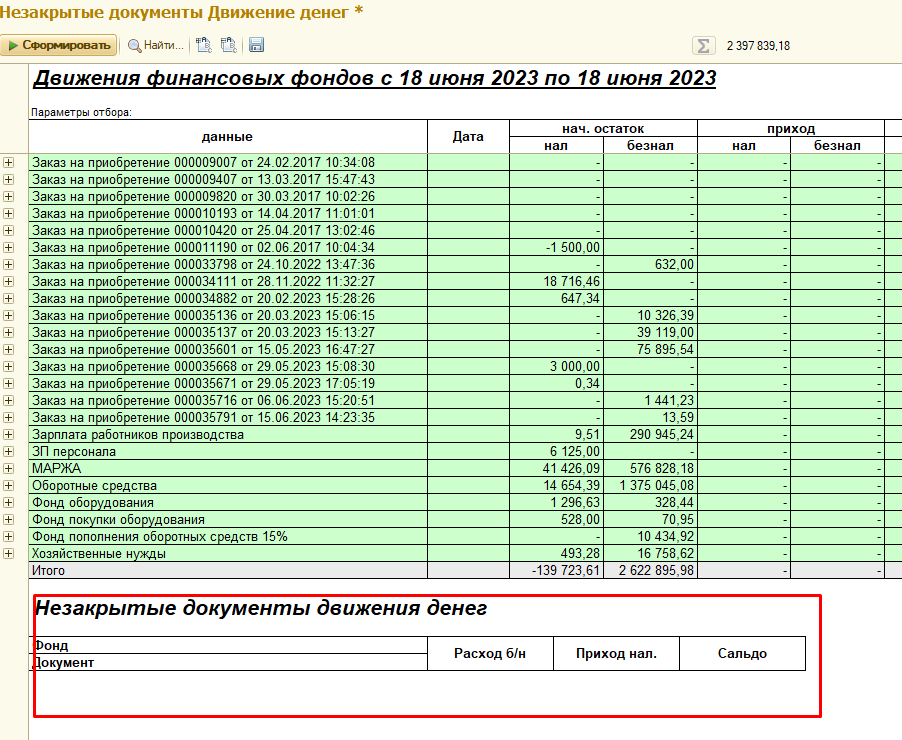 Незакрытые документы Движение денег *
Сформировать Найти... Σ 2 397 839,18
Движения финансовых фондов с 18 июня 2023 по 18 июня 2023
Параметры отбора:
данные Дата нач. остаток приход
нал безнал нал безнал
Заказ на приобретение 000009007 от 24.02.2017 10:34:08 - - - -
Заказ на приобретение 000009407 от 13.03.2017 15:47:43 - - - -
Заказ на приобретение 000009820 от 30.03.2017 10:02:26 - - - -
Заказ на приобретение 000010193 от 14.04.2017 11:01:01 - - - -
Заказ на приобретение 000010420 от 25.04.2017 13:02:46 - - - -
Заказ на приобретение 000011190 от 02.06.2017 10:04:34 -1 500,00 - - -
Заказ на приобретение 000033798 от 24.10.2022 13:47:36 - 632,00 - -
Заказ на приобретение 000034111 от 28.11.2022 11:32:27 18 716,46 - - -
Заказ на приобретение 000034882 от 20.02.2023 15:28:26 647,34 - - -
Заказ на приобретение 000035136 от 20.03.2023 15:06:15 - 10 326,39 - -
Заказ на приобретение 000035137 от 20.03.2023 15:13:27 - 39 119,00 - -
Заказ на приобретение 000035601 от 15.05.2023 16:47:27 - 75 895,54 - -
Заказ на приобретение 000035668 от 29.05.2023 15:08:30 3 000,00 - - -
Заказ на приобретение 000035671 от 29.05.2023 17:05:19 0,34 - - -
Заказ на приобретение 000035716 от 06.06.2023 15:20:51 - 1 441,23 - -
Заказ на приобретение 000035791 от 15.06.2023 14:23:35 - 13,59 - -
Зарплата работников производства 9,51 290 945,24 - -
ЗП персонала 6 125,00 - - -
МАРЖА 41 426,09 576 828,18 - -
Оборотные средства 14 654,39 1 375 045,08 - -
Фонд оборудования 1 296,63 328,44 - -
Фонд покупки оборудования 528,00 70,95 - -
Фонд пополнения оборотных средств 15% - 10 434,92 - -
Хозяйственные нужды 493,28 16 758,62 - -
Итого -139 723,61 2 622 895,98 - -
Незакрытые документы движения денег
Фонд Расход б/н Приход нал. Сальдо
Документ